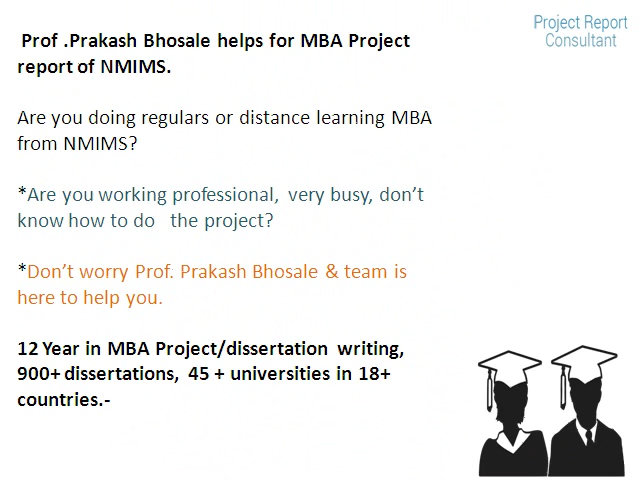 Project Report
Consultant
Prof .Prakash Bhosale helps for MBA Project
report of NMIMS.
Are you doing regulars or distance learning MBA
from NMIMS?
*Are you working professional, very busy, don't
know how to do the project?
*Don't worry Prof. Prakash Bhosale & team is
here to help you.
12 Year in MBA Project/dissertation writing,
900+ dissertations, 45 + universities in 18+
countries.-